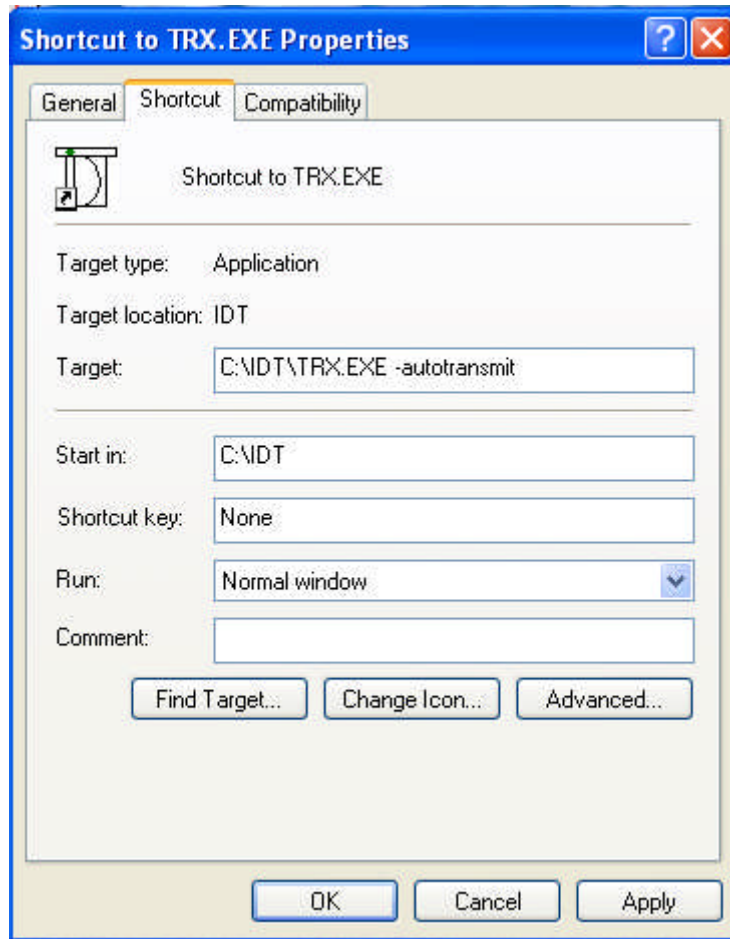 Shortcut to TRX.EXE Properties
General Shortcut Compatibility
Shortcut to TRX.EXE
Target type: Application
Target location: IDT
Target: C:\IDT\TRX.EXE -autotransmit
Start in: C:\IDT
Shortcut key: None
Run: Normal window
Comment:
Find Target... Change Icon... Advanced...
OK Cancel Apply